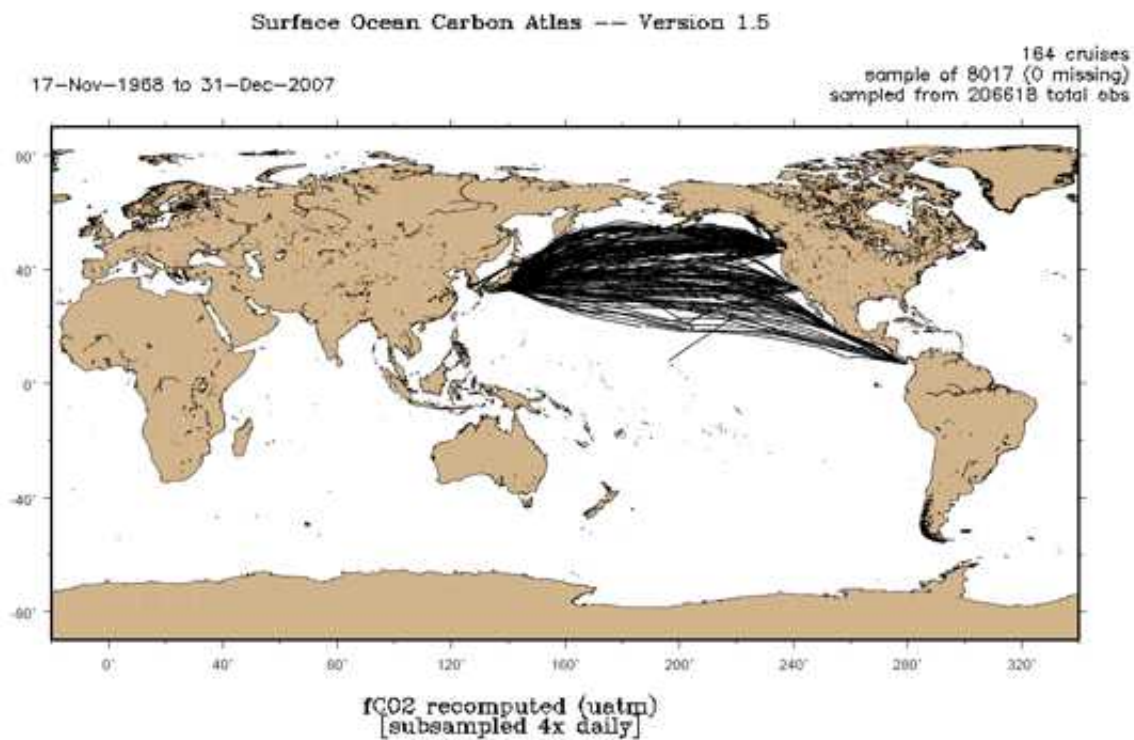 Surface Ocean Carbon Atlas -- Version 1.5
164 cruises
17-Nov-1968 to 31-Dec-2007
sample of 8017 (0 missing)
sampled from 206618 total obs
80°
40°
0°
-40°
-80°
0° 40° 80° 120° 160° 200° 240° 280° 320°
fCO2 recomputed (uatm)
[subsampled 4x daily]